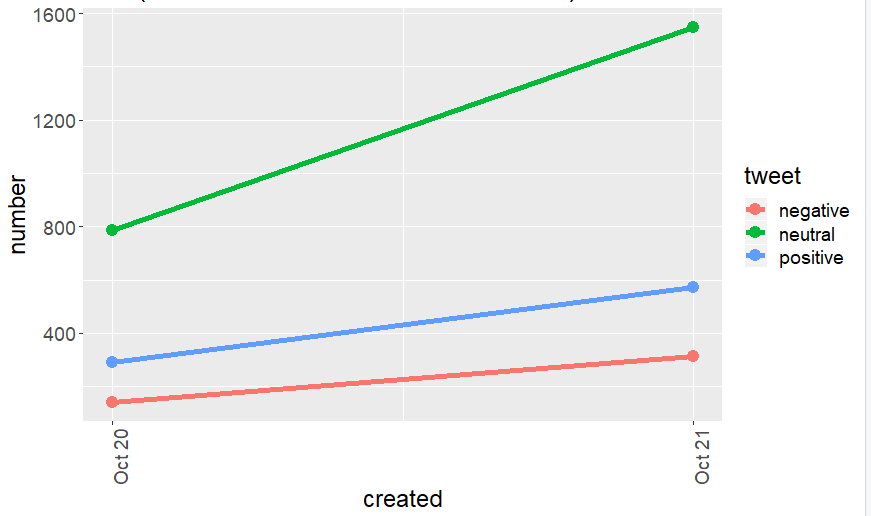 1600
1200
800
400
number
Oct 20
Oct 21
created
tweet
negative
neutral
positive